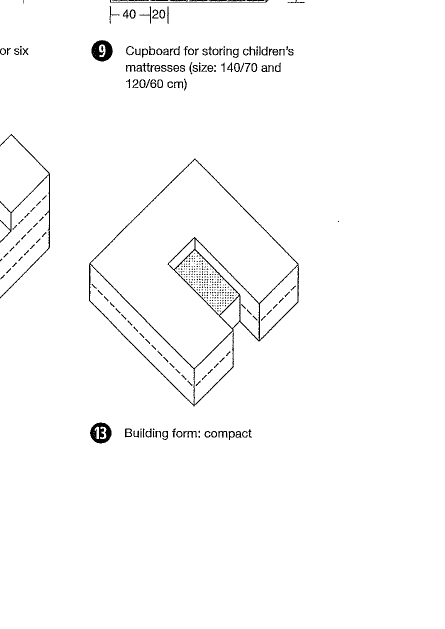 40 20
or six
9 Cupboard for storing children's
mattresses (size: 140/70 and
120/60 cm)
13 Building form: compact